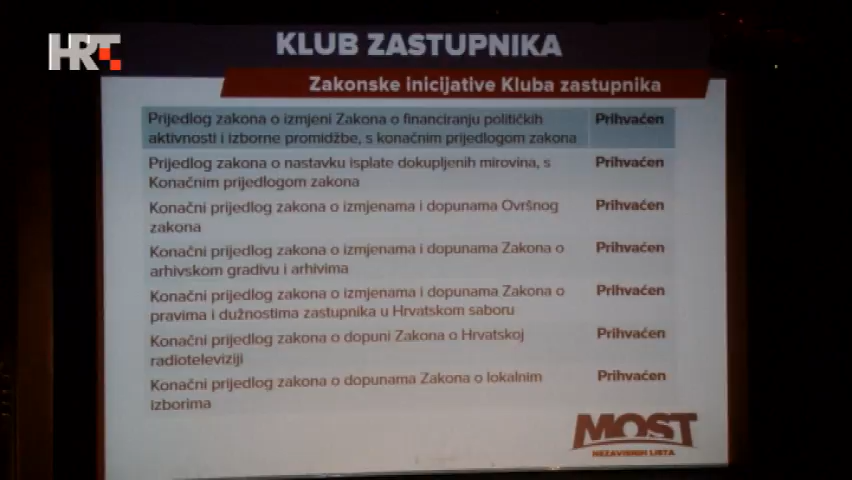 HRT
KLUB ZASTUPNIKA
Zakonske inicijative Kluba zastupnika
Prijedlog zakona o izmjeni Zakona o financiranju političkih
aktivnosti i izborne promidžbe, s konačnim prijedlogom zakona
Prihvaćen
Prijedlog zakona o nastavku isplate dokupljenih mirovina, s
Konačnim prijedlogom zakona
Prihvaćen
Konačni prijedlog zakona o izmjenama i dopunama Ovršnog
zakona
Prihvaćen
Konačni prijedlog zakona o izmjenama i dopunama Zakona o
arhivskom gradivu i arhivima
Prihvaćen
Konačni prijedlog zakona o izmjenama i dopunama Zakona o
pravima i dužnostima zastupnika u Hrvatskom saboru
Prihvaćen
Konačni prijedlog zakona o dopuni Zakona o Hrvatskoj
radioteleviziji
Prihvaćen
Konačni prijedlog zakona o dopunama Zakona o lokalnim
izborima
Prihvaćen
MOST
NEZAVISNIH LISTA